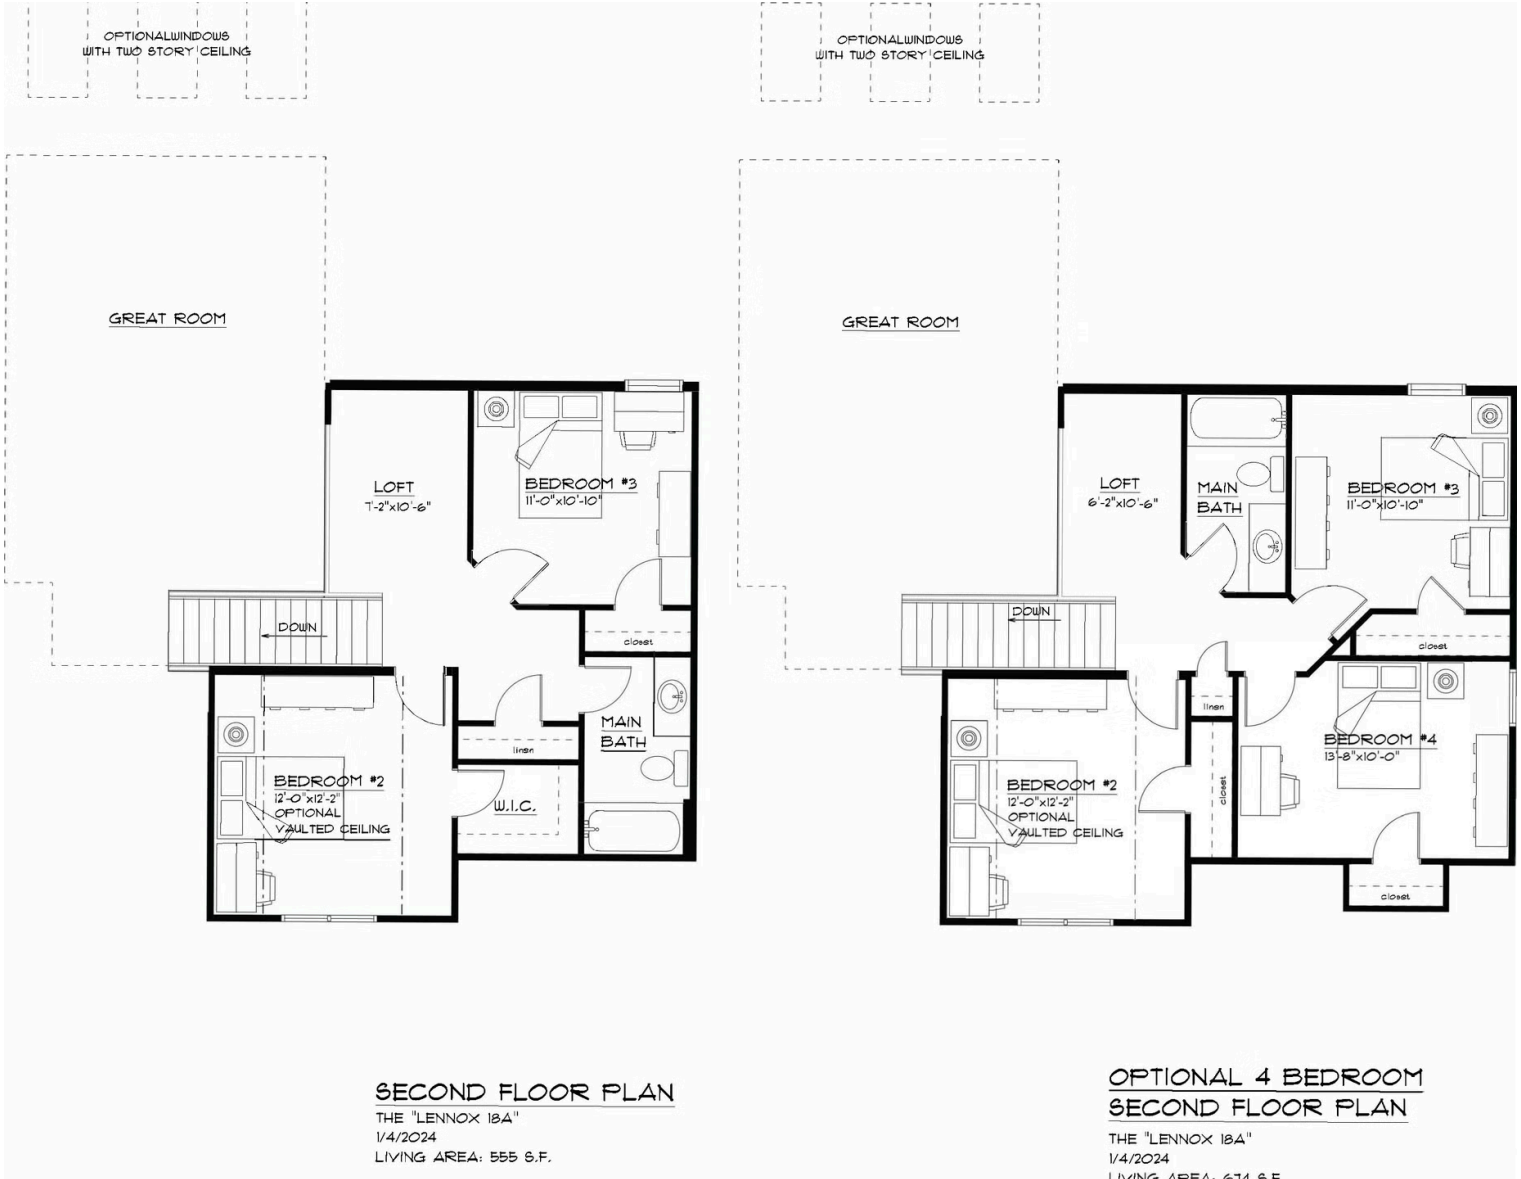 OPTIONALWINDOWS
WITH TWO STORY CEILING
GREAT ROOM
LOFT
7'-2"x10'-6"
BEDROOM #3
11'-0"x10'-10"
DOWN
closet
MAIN
BATH
linen
W.I.C.
BEDROOM #2
12'-0"x12'-2"
OPTIONAL
VAULTED CEILING
SECOND FLOOR PLAN
THE "LENNOX 18A"
1/4/2024
LIVING AREA: 555 S.F.
OPTIONALWINDOWS
WITH TWO STORY CEILING
GREAT ROOM
LOFT
6'-2"x10'-6"
MAIN
BATH
BEDROOM #3
11'-0"x10'-10"
DOWN
closet
linen
BEDROOM #4
13'-8"x10'-0"
BEDROOM #2
12'-0"x12'-2"
OPTIONAL
VAULTED CEILING
closet
closet
OPTIONAL 4 BEDROOM
SECOND FLOOR PLAN
THE "LENNOX 18A"
1/4/2024
LIVING AREA: 674 S.F.